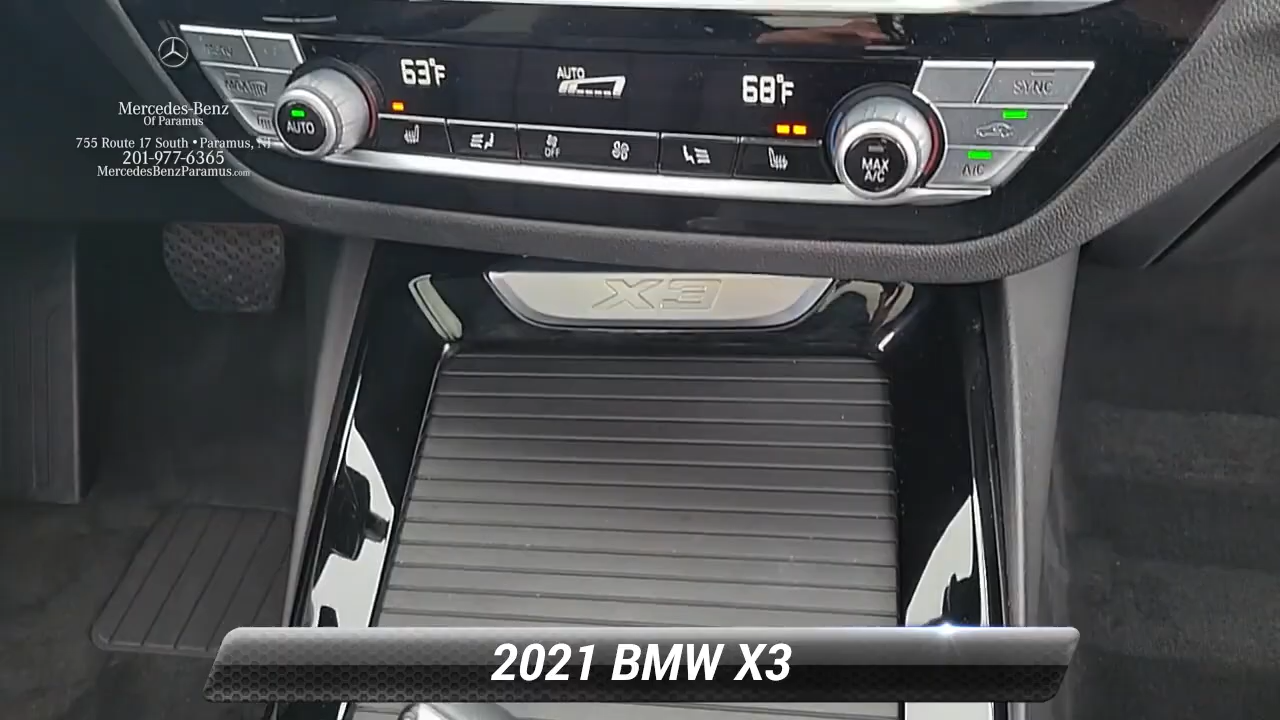 63°F
AUTO
68°F
SYNC
AUTO
OFF
MAX
A/C
A/C
Mercedes-Benz
Of Paramus
755 Route 17 South • Paramus, NJ
201-977-6365
MercedesBenzParamus.com
X3
2021 BMW X3